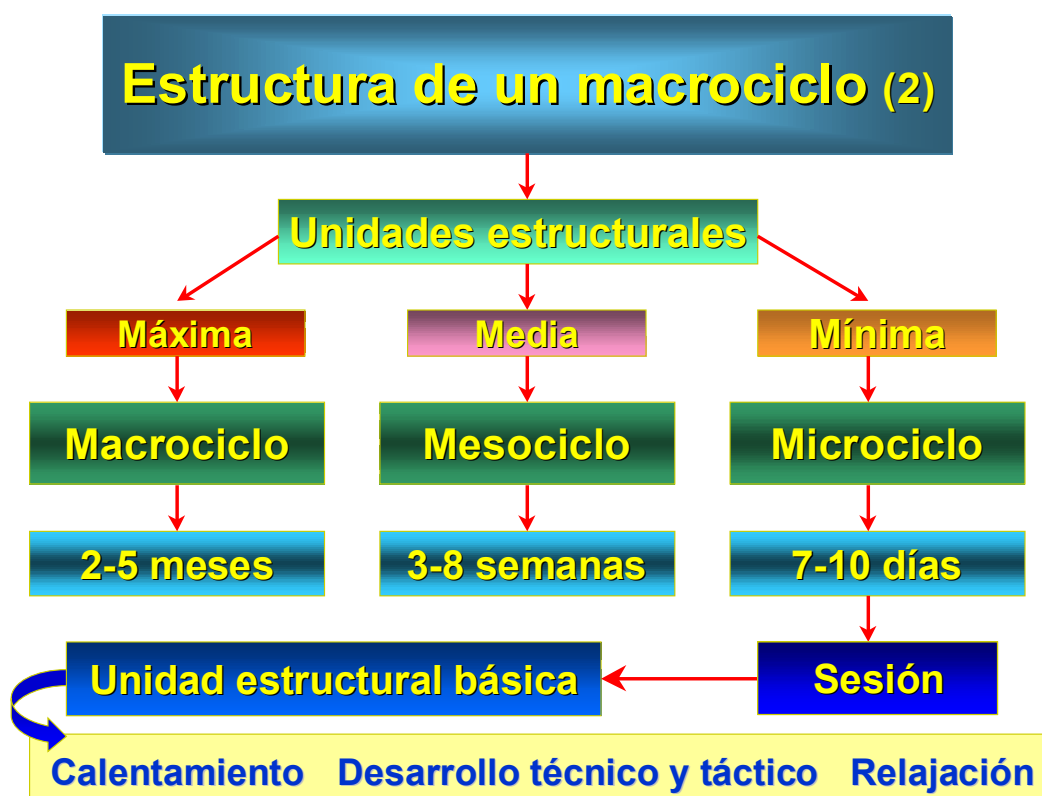 Estructura de un macrociclo (2)
Unidades estructurales
Máxima
Media
Mínima
Macrociclo
Mesociclo
Microciclo
2-5 meses
3-8 semanas
7-10 días
Unidad estructural básica
Sesión
Calentamiento Desarrollo técnico y táctico Relajación